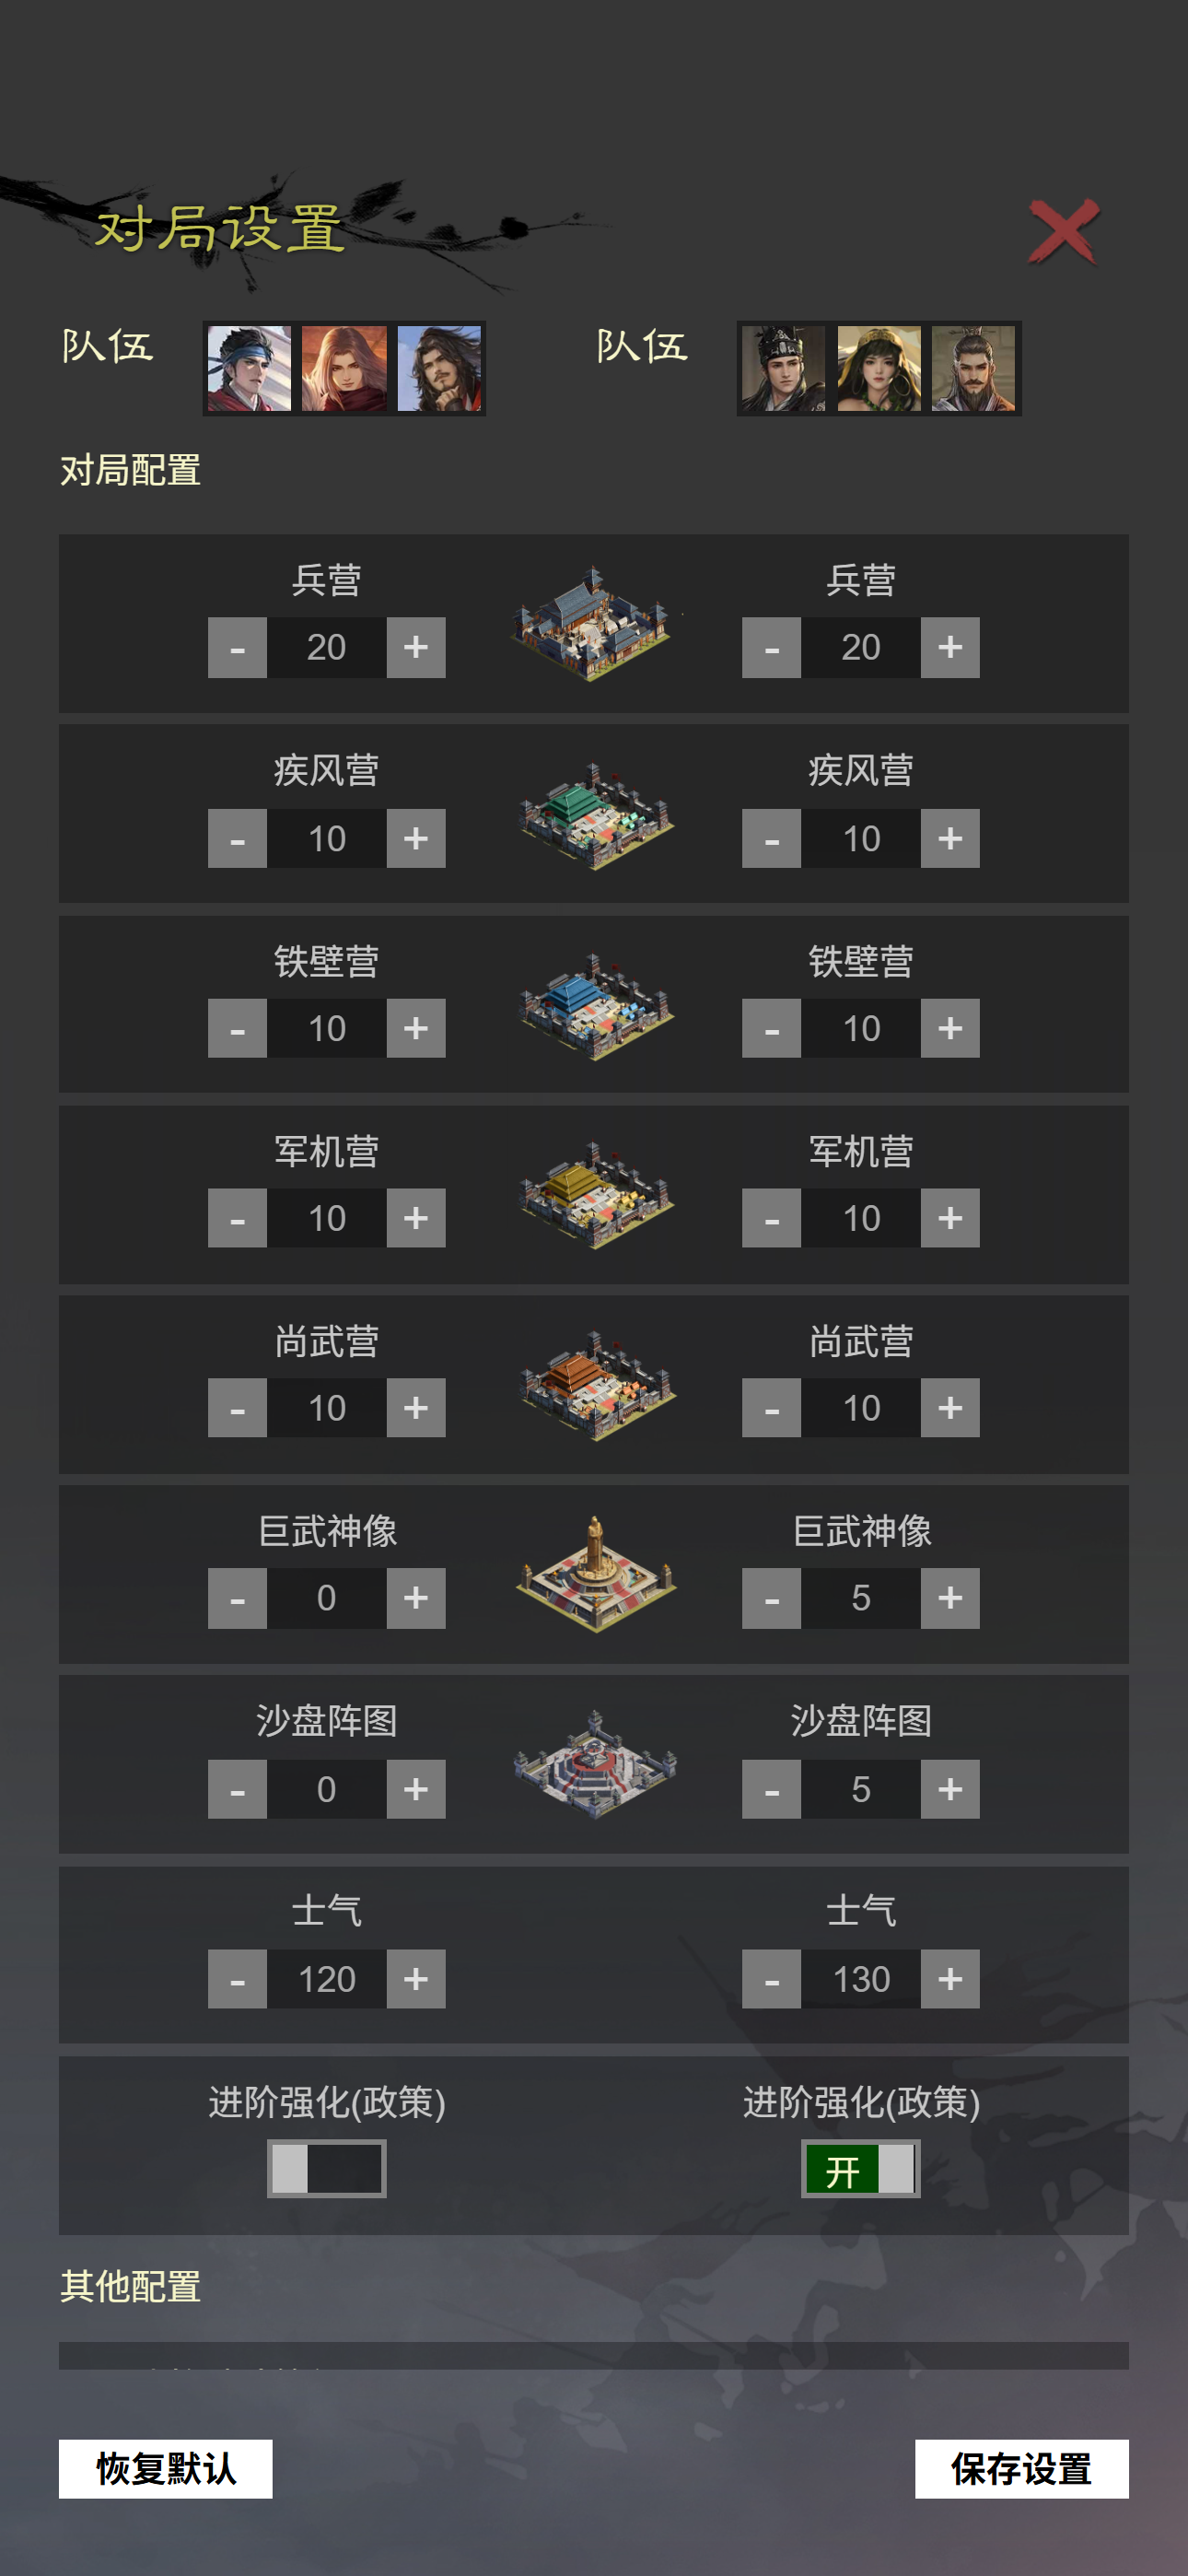 对局设置
队伍 队伍
对局配置
兵营 兵营
- 20 + - 20 +
疾风营 疾风营
- 10 + - 10 +
铁壁营 铁壁营
- 10 + - 10 +
军机营 军机营
- 10 + - 10 +
尚武营 尚武营
- 10 + - 10 +
巨武神像 巨武神像
- 0 + - 5 +
沙盘阵图 沙盘阵图
- 0 + - 5 +
士气 士气
- 120 + - 130 +
进阶强化(政策) 进阶强化(政策)
开
其他配置
恢复默认 保存设置